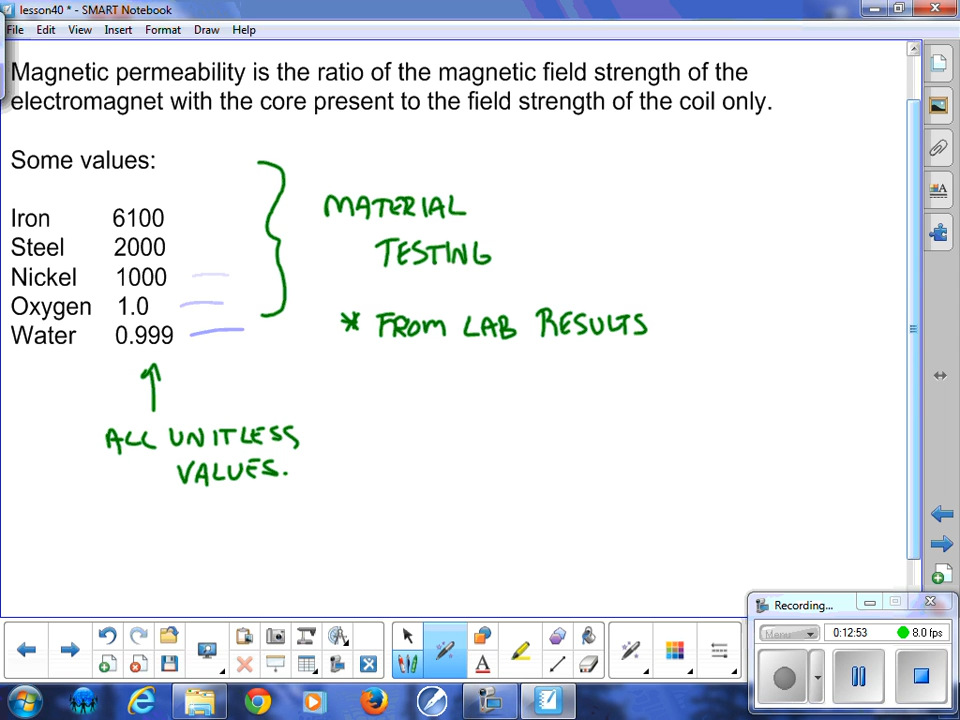 lesson40 * - SMART Notebook
File Edit View Insert Format Draw Help
Magnetic permeability is the ratio of the magnetic field strength of the
electromagnet with the core present to the field strength of the coil only.
Some values:
Iron 6100
Steel 2000
Nickel 1000
Oxygen 1.0
Water 0.999
MATERIAL
TESTING
* FROM LAB RESULTS
ALL UNITLESS
VALUES.
Recording...
Menu 0:12:53 8.0 fps